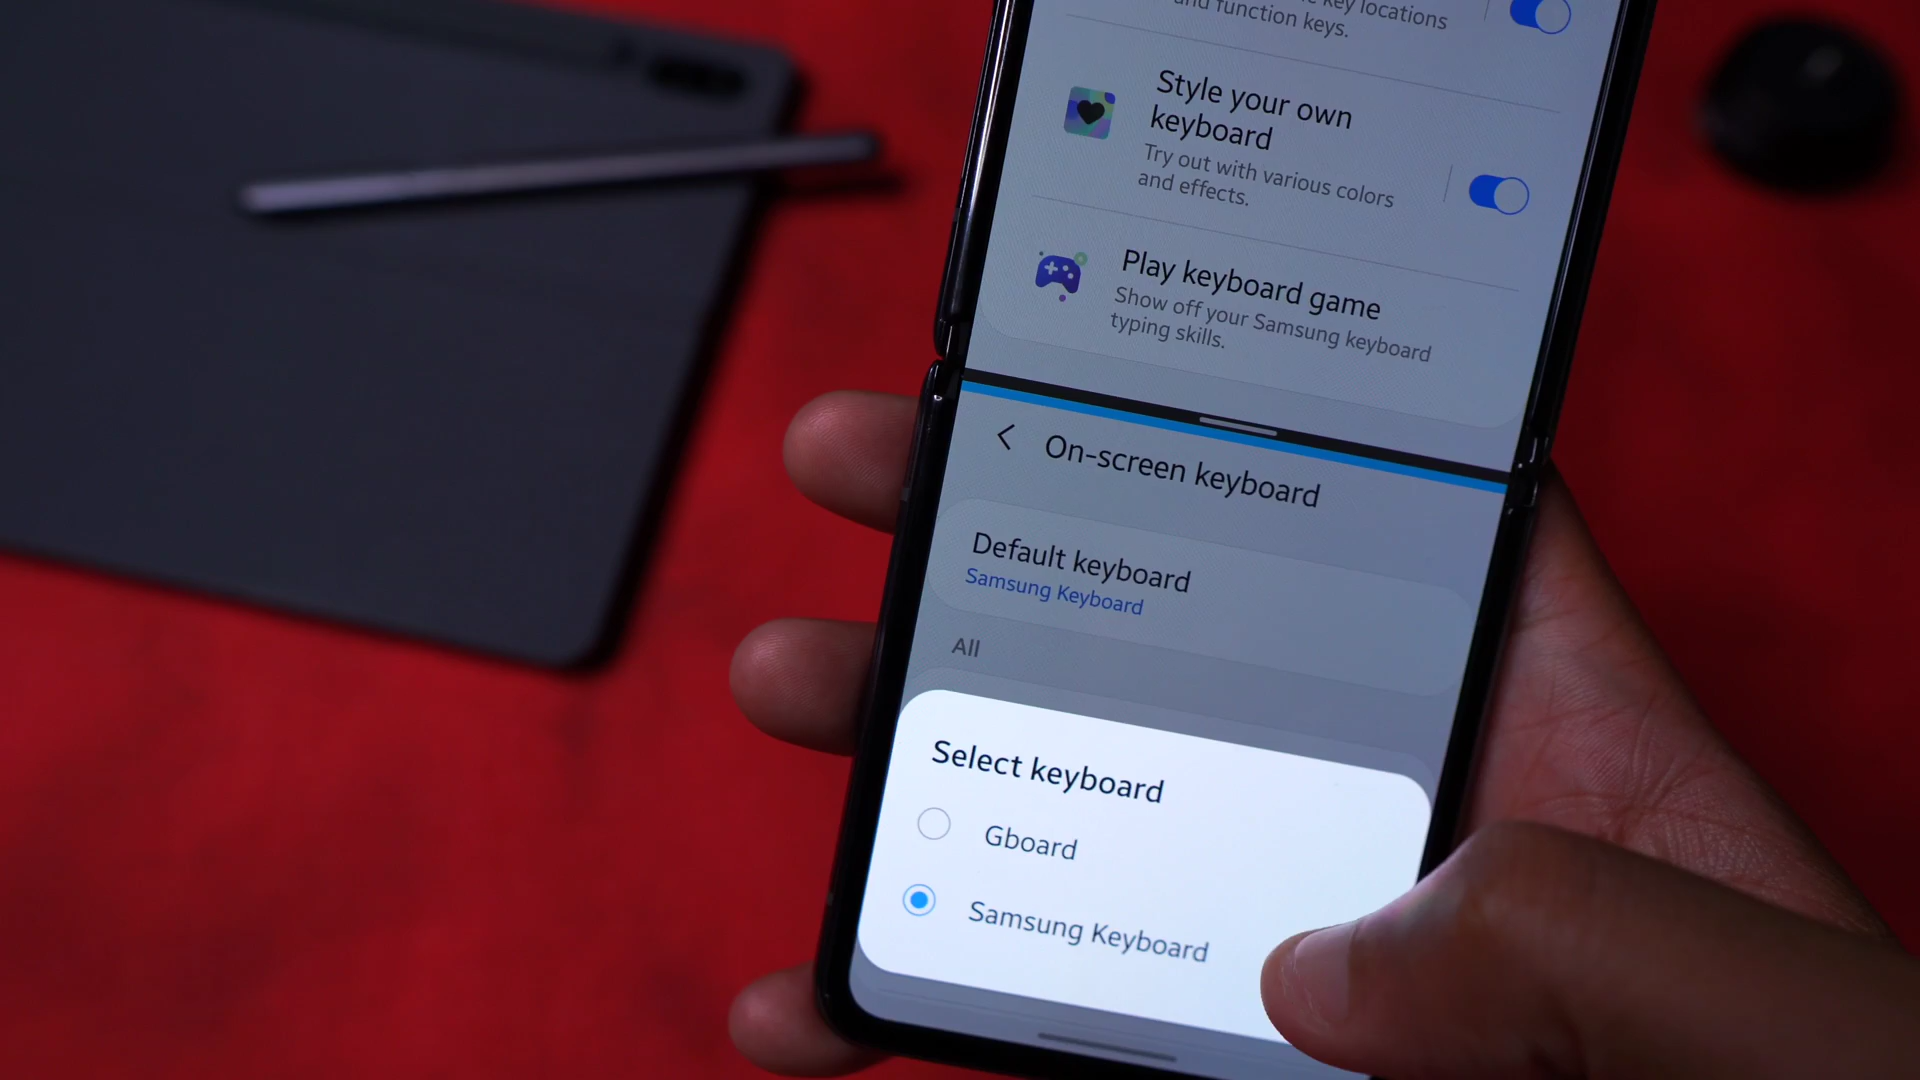 key locations
and function keys.
Style your own
keyboard
Try out with various colors
and effects.
Play keyboard game
Show off your Samsung keyboard
typing skills.
On-screen keyboard
Default keyboard
Samsung Keyboard
All
Select keyboard
Gboard
Samsung Keyboard